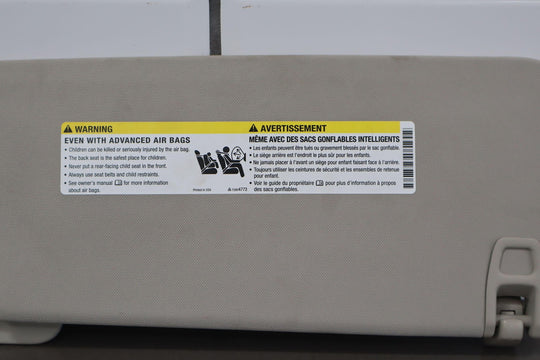 WARNING
EVEN WITH ADVANCED AIR BAGS
• Children can be killed or seriously injured by the air bag.
• The back seat is the safest place for children.
• Never put a rear-facing child seat in the front.
• Always use seat belts and child restraints.
• See owner's manual for more information
about air bags.
Printed in USA
AVERTISSEMENT
MÊME AVEC DES SACS GONFLABLES INTELLIGENTS
• Les enfants peuvent être tués ou gravement blessés par le sac gonflable.
• Le siège arrière est l'endroit le plus sûr pour les enfants.
• Ne jamais placer à l'avant un siège pour enfant faisant face à l'arrière.
• Toujours utiliser les ceintures de sécurité et les ensembles de retenue
pour enfant.
• Voir le guide du propriétaire pour plus d'information à propos
des sacs gonflables.